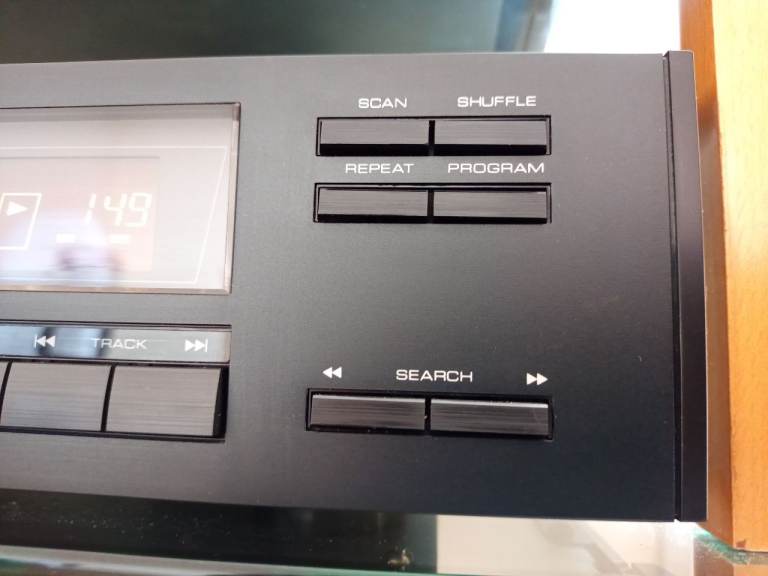 SCAN SHUFFLE
REPEAT PROGRAM
149
TRACK
SEARCH